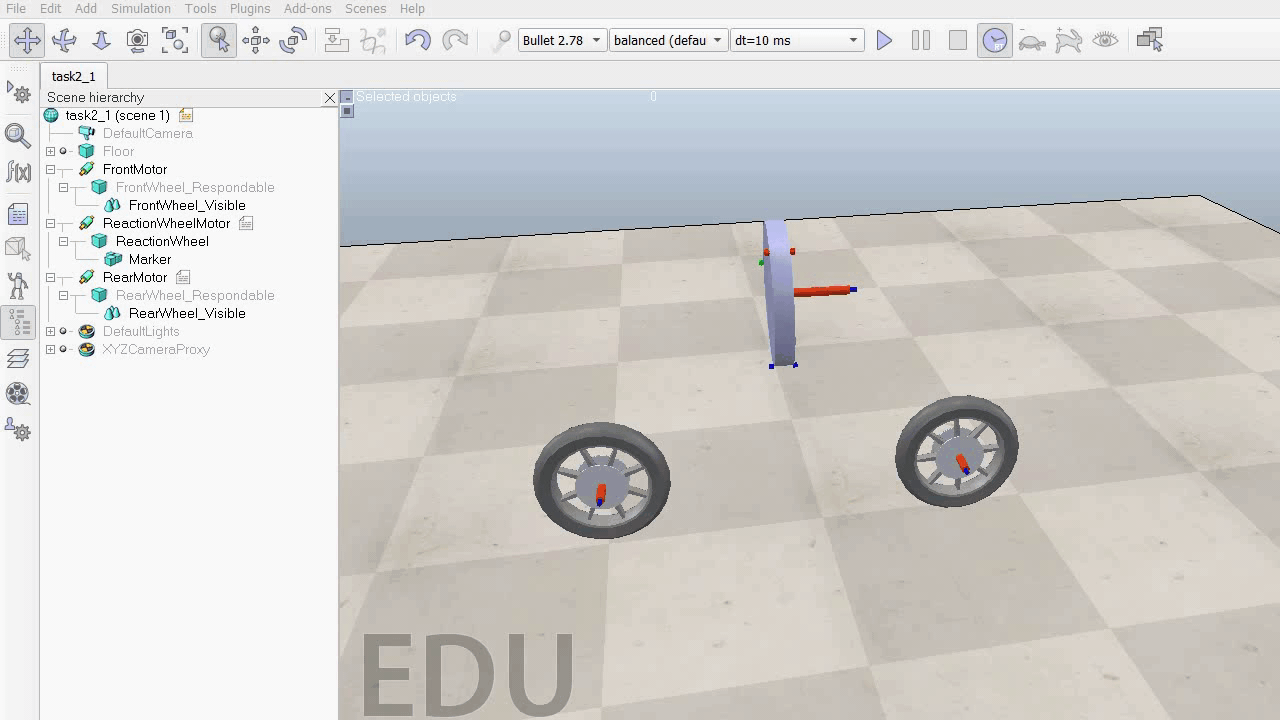 File Edit Add Simulation Tools Plugins Add-ons Scenes Help
Bullet 2.78 balanced (defau dt=10 ms
task2_1
Scene hierarchy
Selected objects 0
task2_1 (scene 1)
DefaultCamera
Floor
FrontMotor
FrontWheel_Respondable
FrontWheel_Visible
ReactionWheelMotor
ReactionWheel
Marker
RearMotor
RearWheel_Respondable
RearWheel_Visible
DefaultLights
XYZCameraProxy
f(x)
EDU